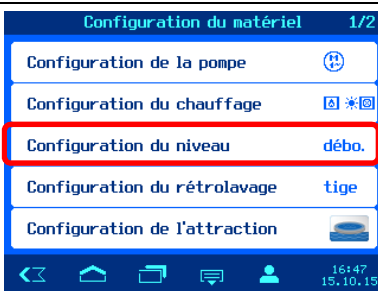 Configuration du matériel 1/2
Configuration de la pompe
Configuration du chauffage
Configuration du niveau débo.
Configuration du rétrolavage tige
Configuration de l'attraction
16:47
15.10.15